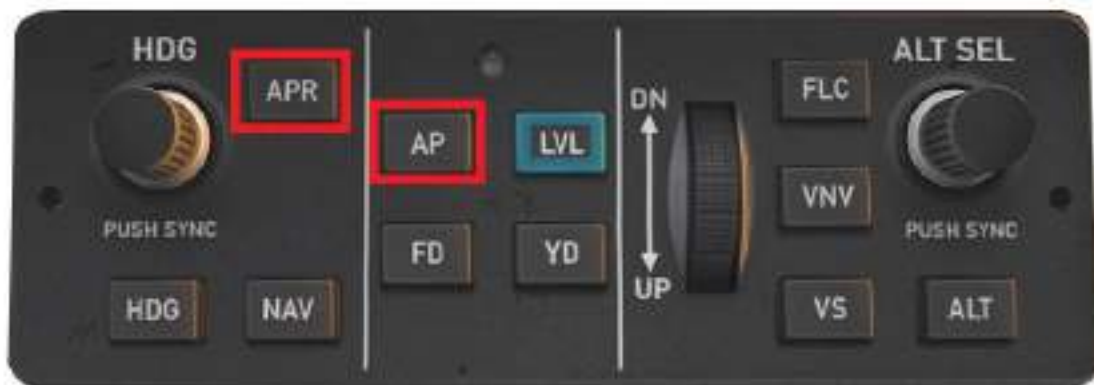 HDG
APR
PUSH SYNC
HDG NAV
AP LVL
FD YD
DN
UP
ALT SEL
FLC
VNV
PUSH SYNC
VS ALT